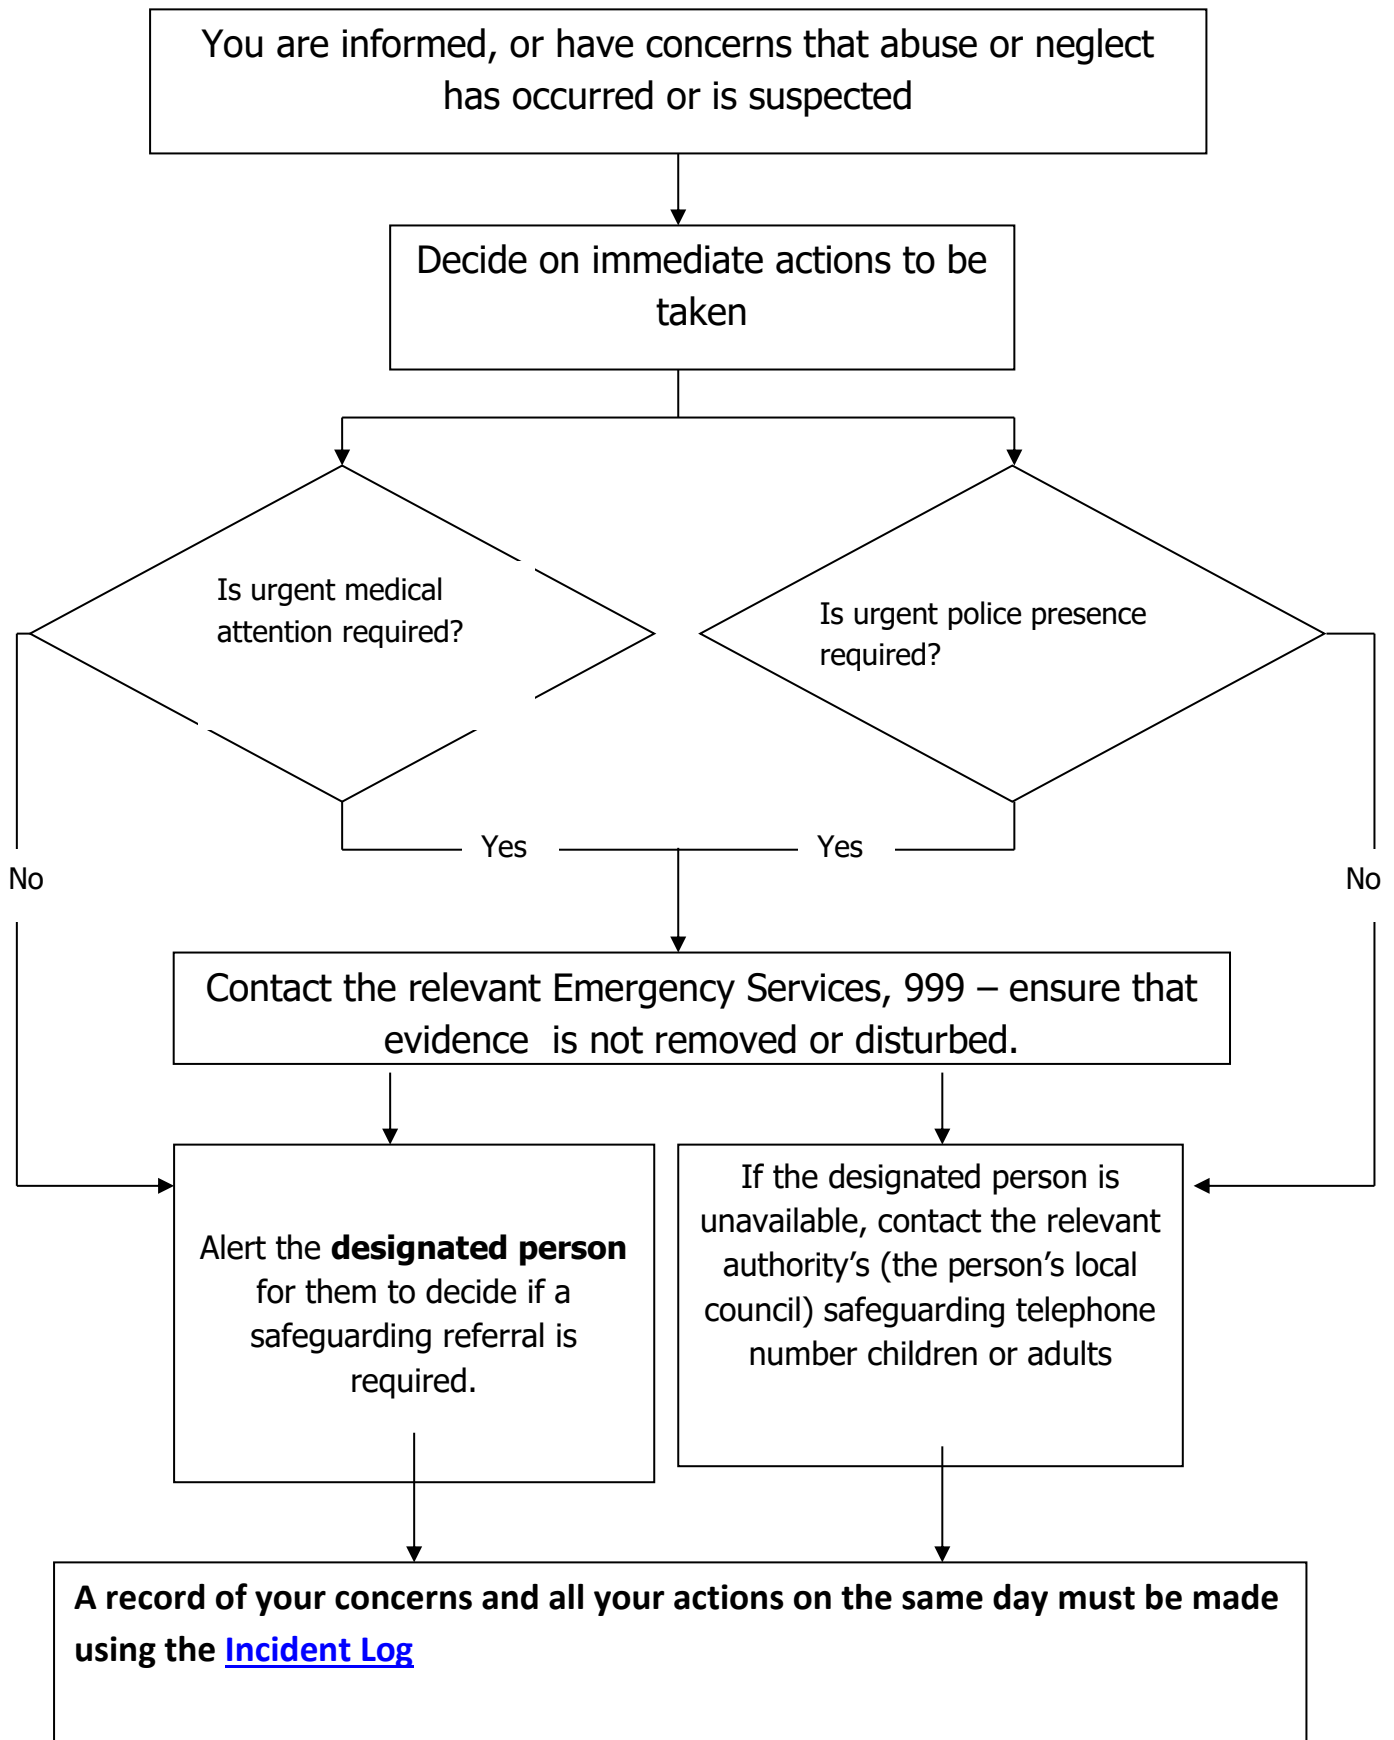 You are informed, or have concerns that abuse or neglect
has occurred or is suspected
Decide on immediate actions to be
taken
Is urgent medical
attention required?
Is urgent police presence
required?
Yes
Yes
No
No
Contact the relevant Emergency Services, 999 – ensure that
evidence  is not removed or disturbed.
Alert the designated person
for them to decide if a
safeguarding referral is
required.
If the designated person is
unavailable, contact the relevant
authority’s (the person’s local
council) safeguarding telephone
number children or adults
A record of your concerns and all your actions on the same day must be made
using the Incident Log